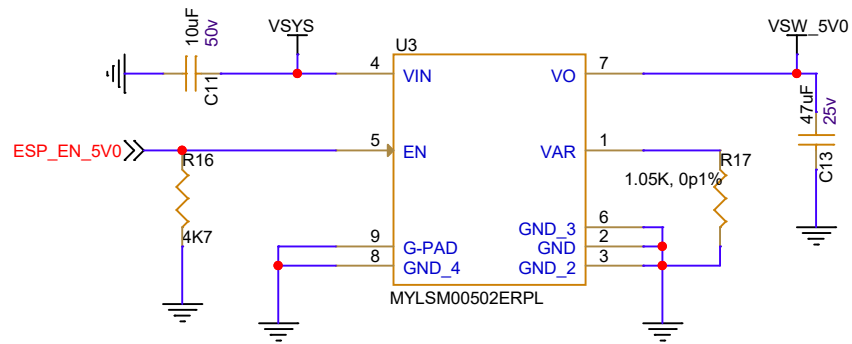 10uF
50v
C11
VSYS
U3
VSW_5V0
4
VIN
VO
7
47uF
25v
C13
ESP_EN_5V0
5
EN
VAR
1
R16
R17
1.05K, 0p1%
4K7
9
G-PAD
8
GND_4
GND_3
6
GND
2
GND_2
3
MYLSM00502ERPL